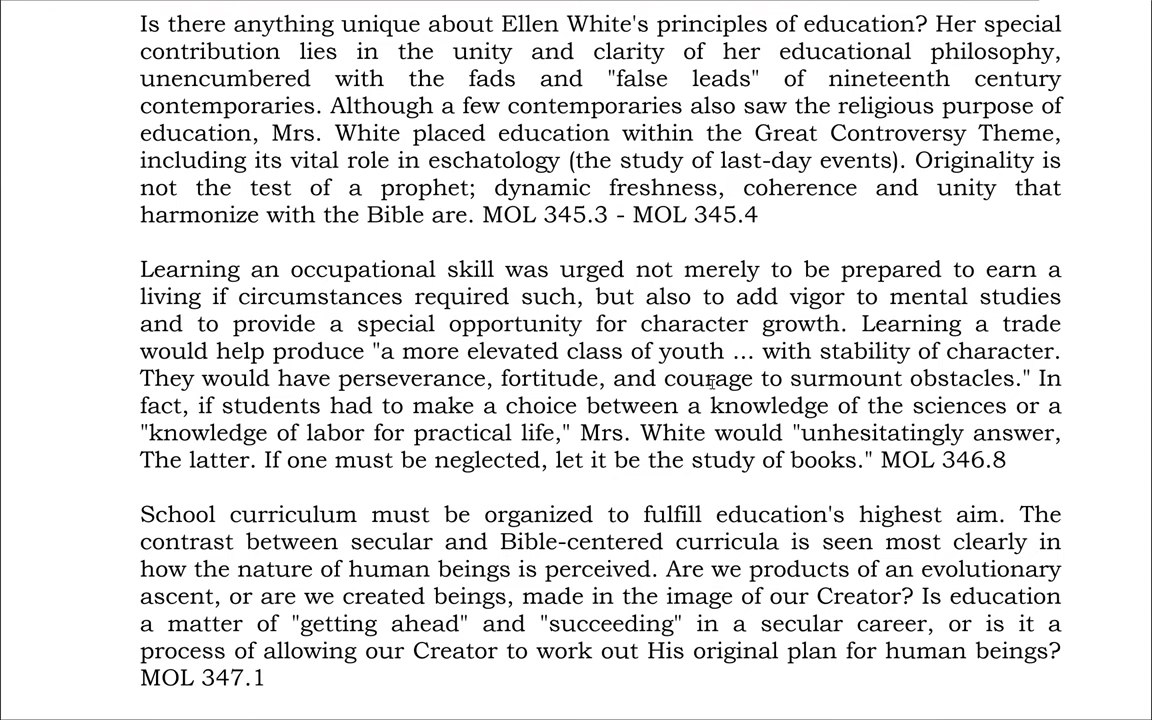 Is there anything unique about Ellen White's principles of education? Her special
contribution lies in the unity and clarity of her educational philosophy,
unencumbered with the fads and "false leads" of nineteenth century
contemporaries. Although a few contemporaries also saw the religious purpose of
education, Mrs. White placed education within the Great Controversy Theme,
including its vital role in eschatology (the study of last-day events). Originality is
not the test of a prophet; dynamic freshness, coherence and unity that
harmonize with the Bible are. MOL 345.3 - MOL 345.4
Learning an occupational skill was urged not merely to be prepared to earn a
living if circumstances required such, but also to add vigor to mental studies
and to provide a special opportunity for character growth. Learning a trade
would help produce "a more elevated class of youth ... with stability of character.
They would have perseverance, fortitude, and courage to surmount obstacles." In
fact, if students had to make a choice between a knowledge of the sciences or a
"knowledge of labor for practical life," Mrs. White would "unhesitatingly answer,
The latter. If one must be neglected, let it be the study of books." MOL 346.8
School curriculum must be organized to fulfill education's highest aim. The
contrast between secular and Bible-centered curricula is seen most clearly in
how the nature of human beings is perceived. Are we products of an evolutionary
ascent, or are we created beings, made in the image of our Creator? Is education
a matter of "getting ahead" and "succeeding" in a secular career, or is it a
process of allowing our Creator to work out His original plan for human beings?
MOL 347.1